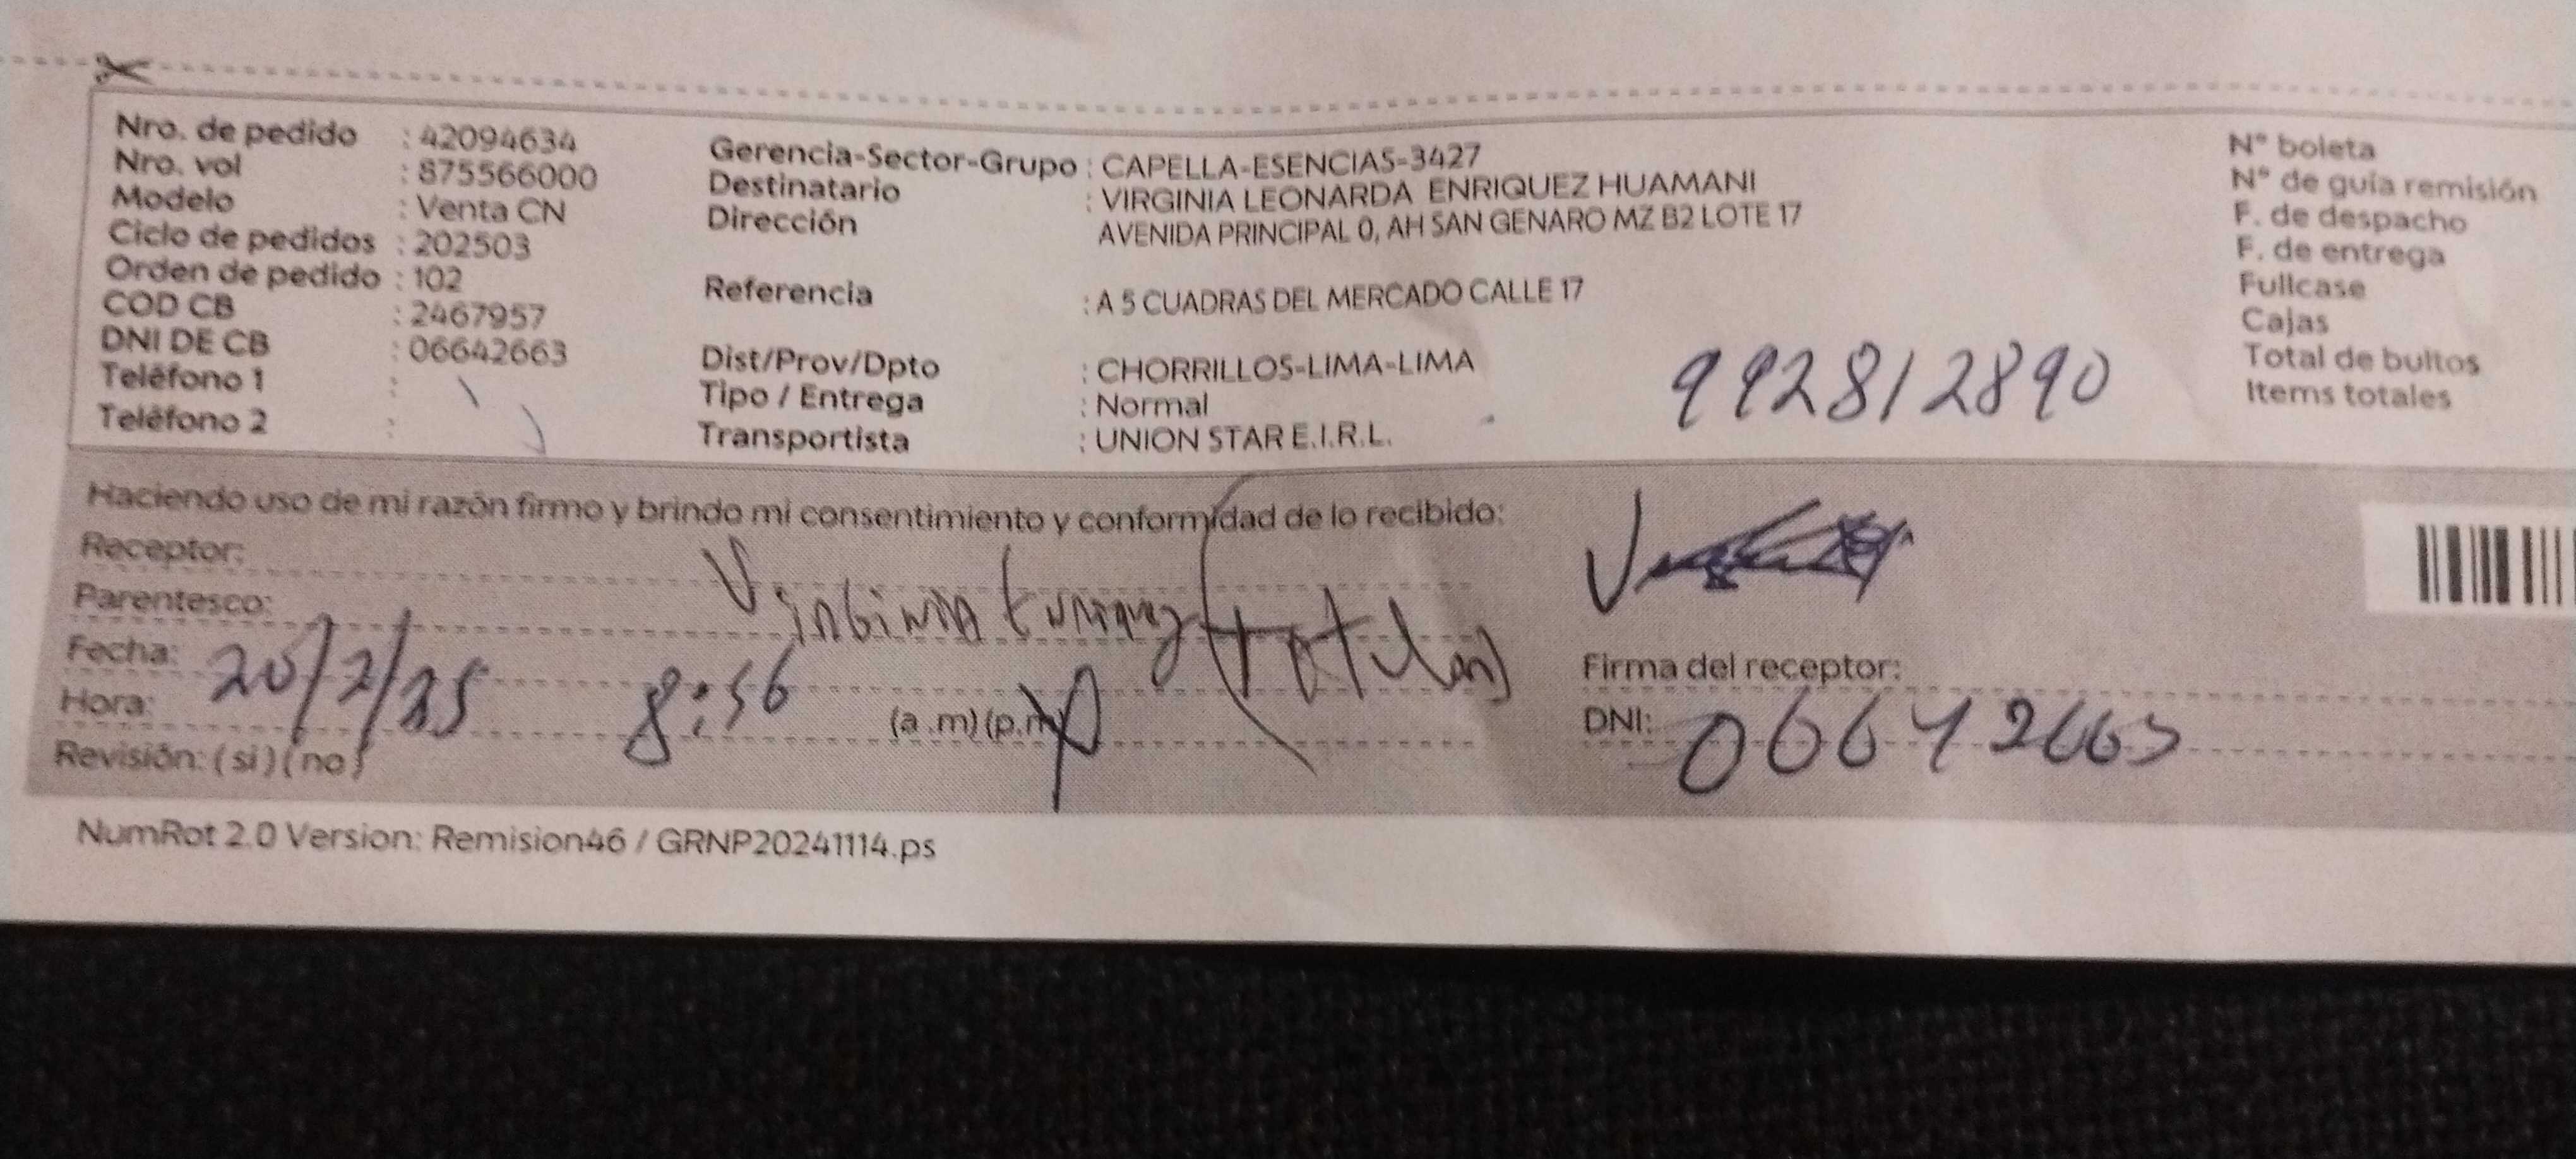 Nro. de pedido : 42094634
Nro. vol : 875566000
Modelo : Venta CN
Ciclo de pedidos : 202503
Orden de pedido : 102
COD CB : 2467957
DNI DE CB : 06642663
Teléfono 1 :
Teléfono 2 :
Gerencia-Sector-Grupo : CAPELLA-ESENCIAS-3427
Destinatario : VIRGINIA LEONARDA ENRIQUEZ HUAMANI
Dirección AVENIDA PRINCIPAL 0, AH SAN GENARO MZ B2 LOTE 17
Referencia : A 5 CUADRAS DEL MERCADO CALLE 17
Dist/Prov/Dpto : CHORRILLOS-LIMA-LIMA
Tipo / Entrega : Normal
Transportista : UNION STAR E.I.R.L.
992812890
N° boleta
N° de guía remisión
F. de despacho
F. de entrega
Fullcase
Cajas
Total de bultos
Items totales
Haciendo uso de mi razón firmo y brindo mi consentimiento y conformidad de lo recibido:
Receptor:
Parentesco:
Fecha: 20/2/25
Hora: 8:56 (a.m) (p.m)
Revisión: (si) (no)
Firma del receptor:
DNI: 06642663
NumRot 2.0 Version: Remision46 / GRNP20241114.ps